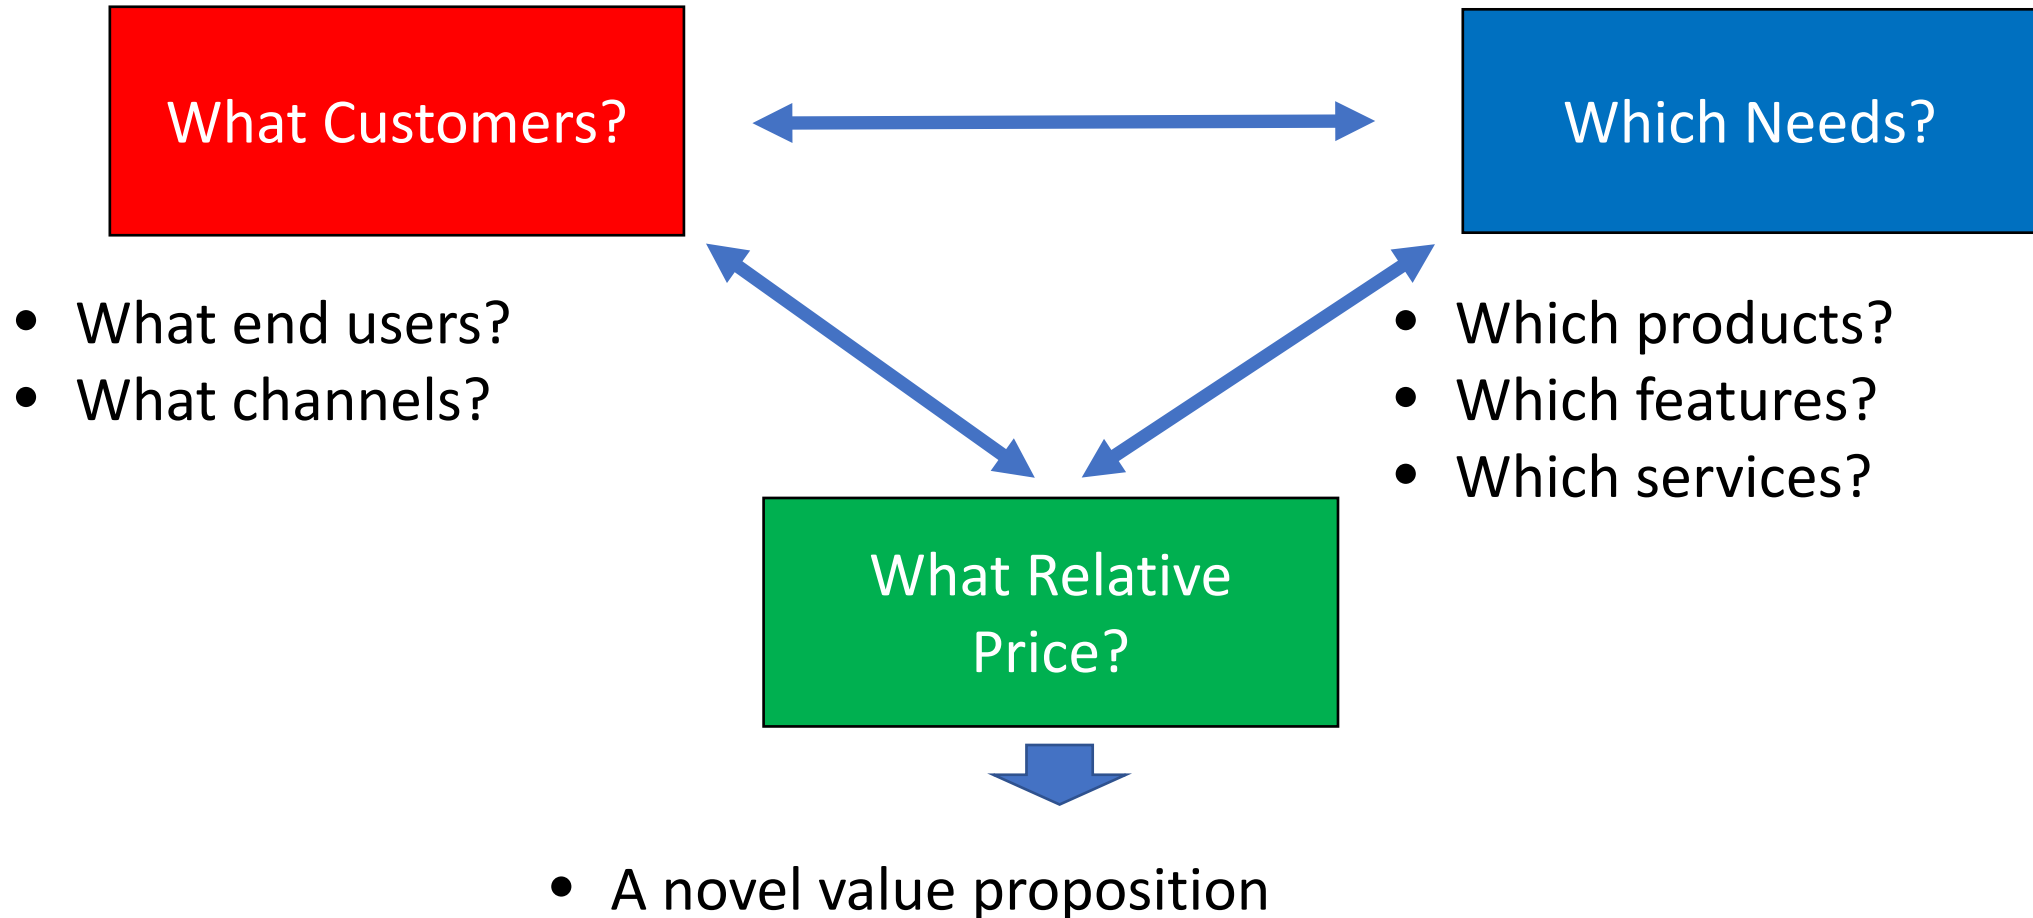 What Customers?
Which Needs?
• What end users?
• What channels?
• Which products?
• Which features?
• Which services?
What Relative
Price?
• A novel value proposition